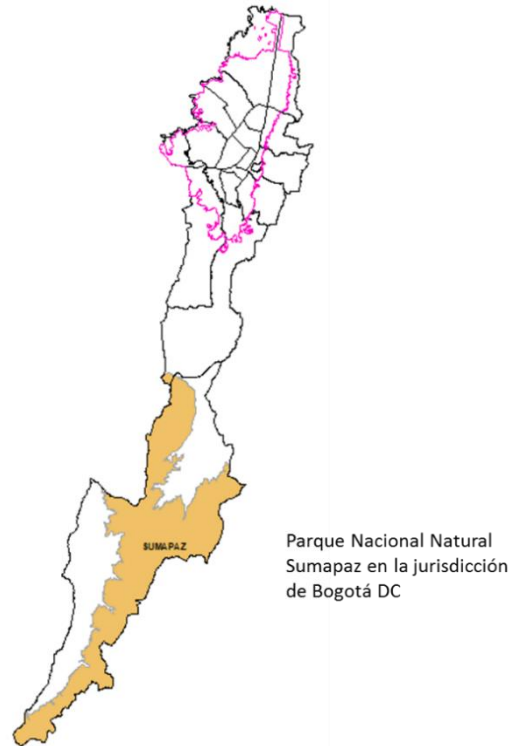 SUMAPAZ
Parque Nacional Natural
Sumapaz en la jurisdicción
de Bogotá DC